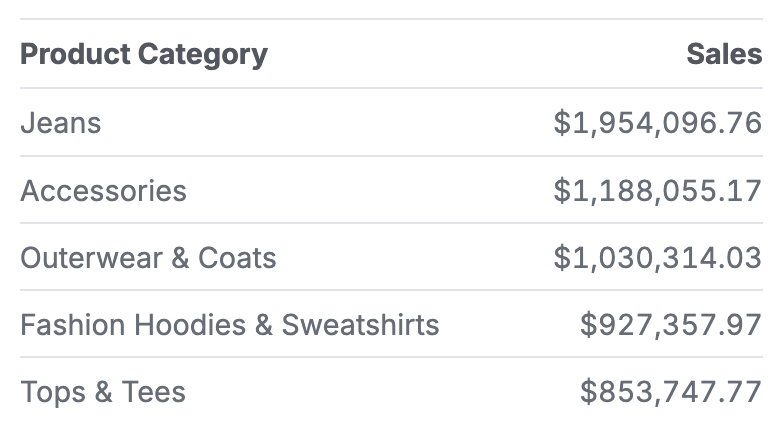 Product Category Sales
Jeans $1,954,096.76
Accessories $1,188,055.17
Outerwear & Coats $1,030,314.03
Fashion Hoodies & Sweatshirts $927,357.97
Tops & Tees $853,747.77